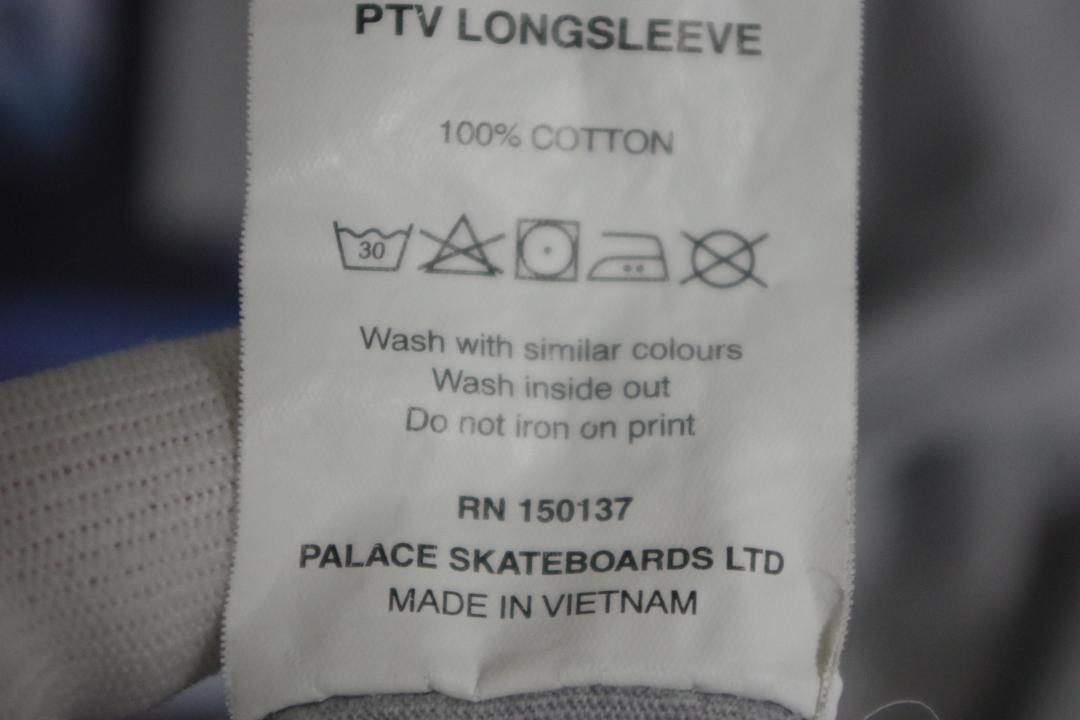 PTV LONGSLEEVE
100% COTTON
30
Wash with similar colours
Wash inside out
Do not iron on print
RN 150137
PALACE SKATEBOARDS LTD
MADE IN VIETNAM